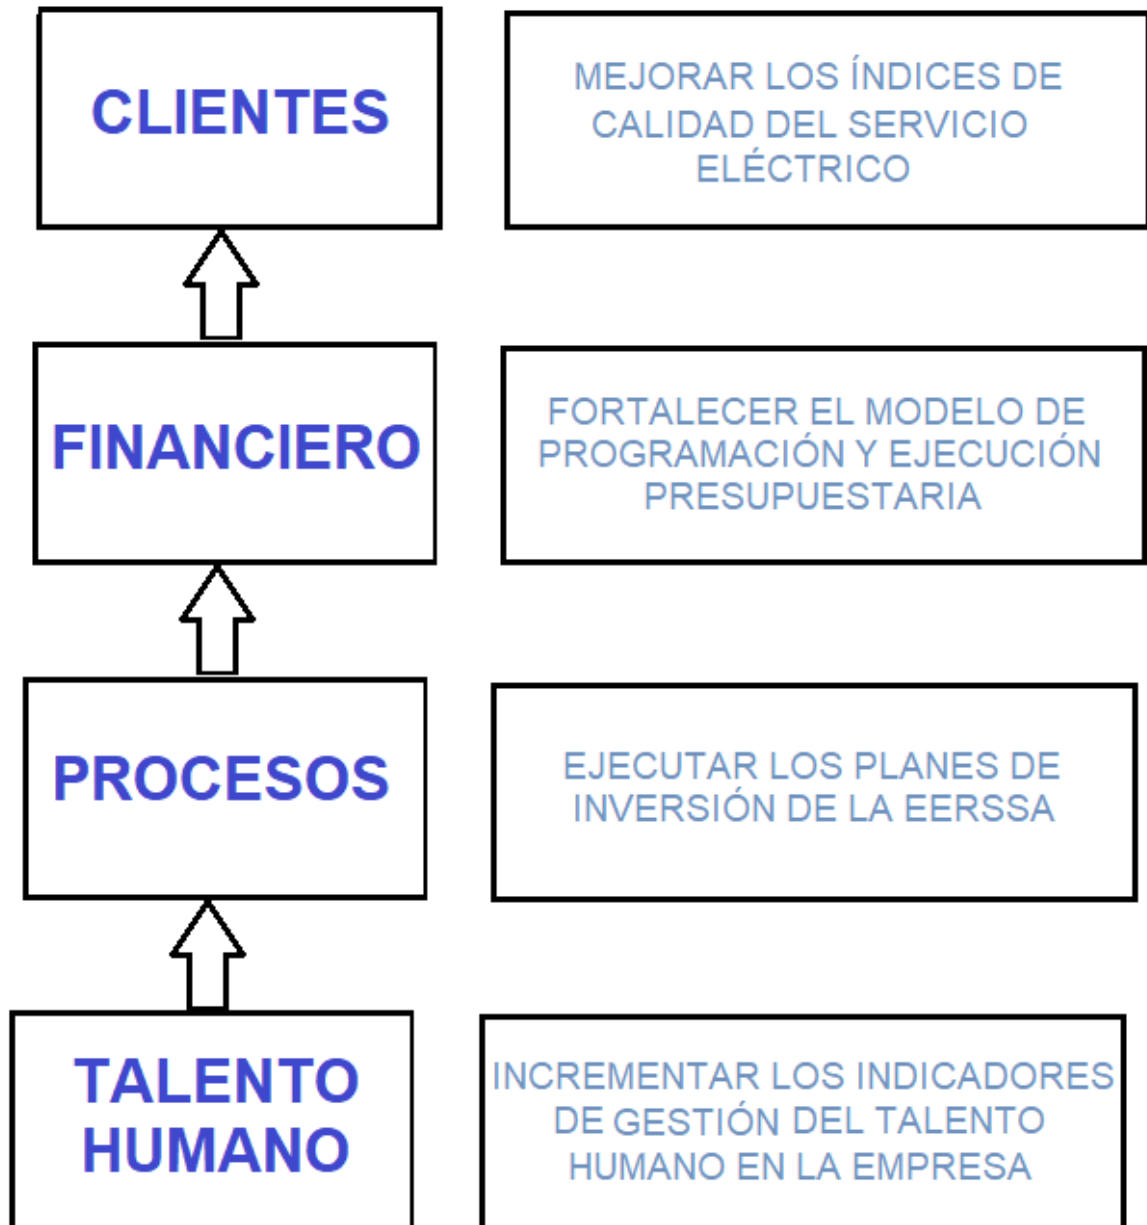 CLIENTES
MEJORAR LOS ÍNDICES DE
CALIDAD DEL SERVICIO
ELÉCTRICO
FINANCIERO
FORTALECER EL MODELO DE
PROGRAMACIÓN Y EJECUCIÓN
PRESUPUESTARIA
PROCESOS
EJECUTAR LOS PLANES DE
INVERSIÓN DE LA EERSSA
TALENTO
HUMANO
INCREMENTAR LOS INDICADORES
DE GESTIÓN DEL TALENTO
HUMANO EN LA EMPRESA